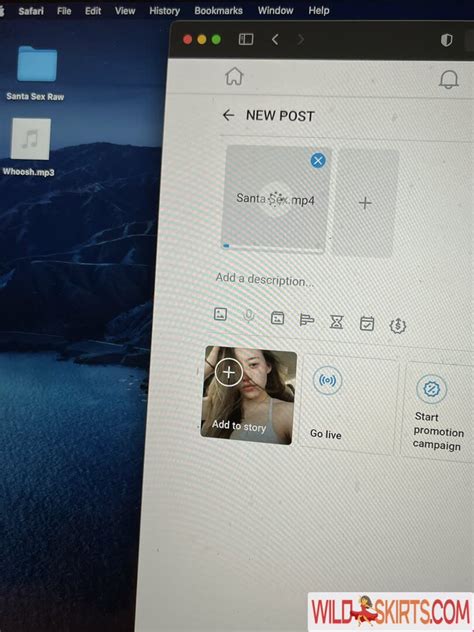 Safari File Edit View History Bookmarks Window Help
Santa Sex Raw
Whoosh.mp3
NEW POST
Santa Sex.mp4
Add a description...
Add to story
Go live
Start
promotion
campaign
WILDSKIRTS.COM